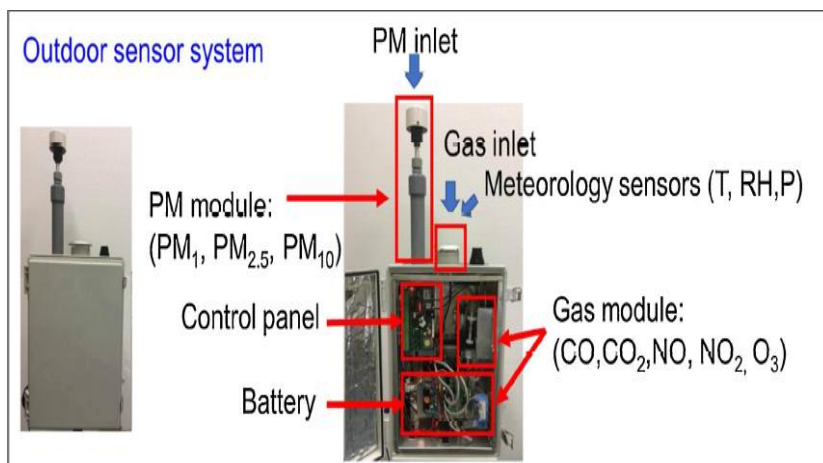 Outdoor sensor system
PM inlet
Gas inlet
Meteorology sensors (T, RH,P)
PM module:
(PM₁, PM₂.₅, PM₁₀)
Control panel
Gas module:
(CO,CO₂,NO, NO₂, O₃)
Battery